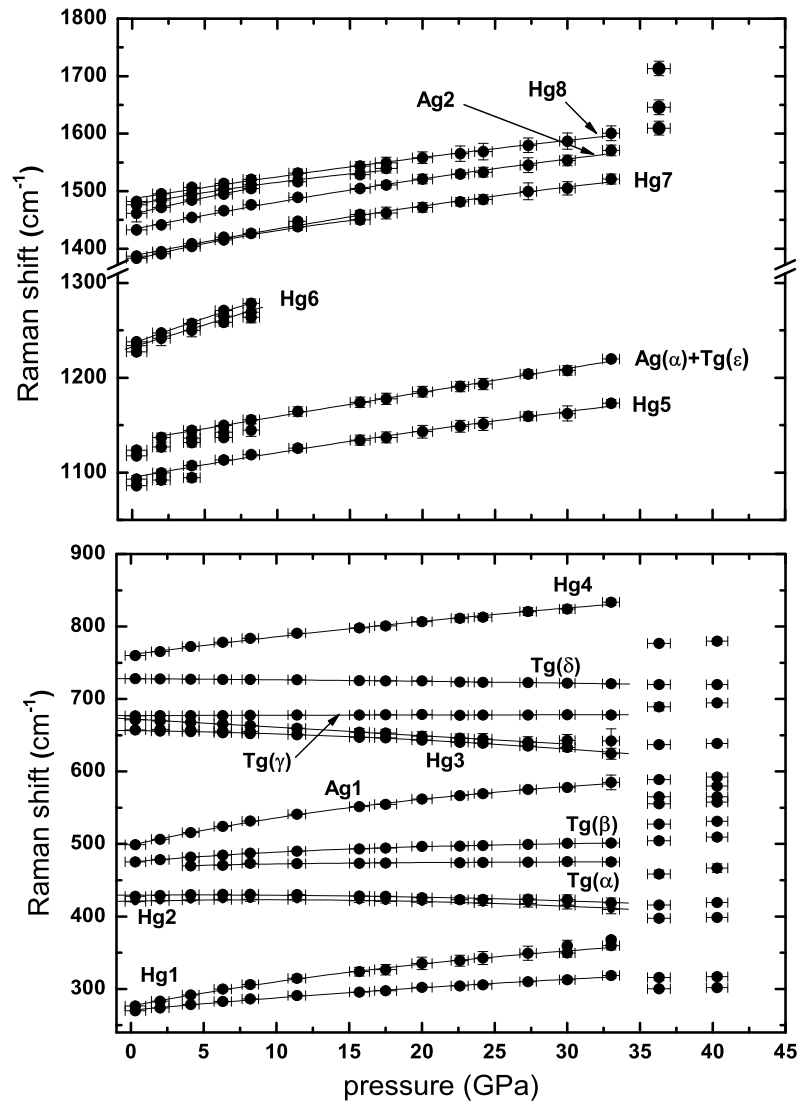 1800
1700
1600
1500
1400
1300
1200
1100
Raman shift (cm⁻¹)
Hg8
Ag2
Hg7
Hg6
Ag(α)+Tg(ε)
Hg5
900
800
700
600
500
400
300
Raman shift (cm⁻¹)
Hg4
Tg(δ)
Tg(γ)
Hg3
Ag1
Tg(β)
Tg(α)
Hg2
Hg1
0 5 10 15 20 25 30 35 40 45
pressure (GPa)